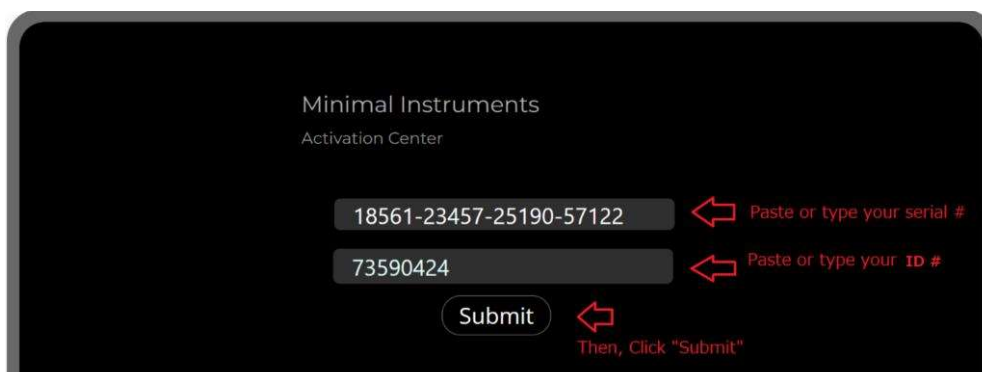 Minimal Instruments
Activation Center
18561-23457-25190-57122
Paste or type your serial #
73590424
Paste or type your ID #
Submit
Then, Click "Submit"